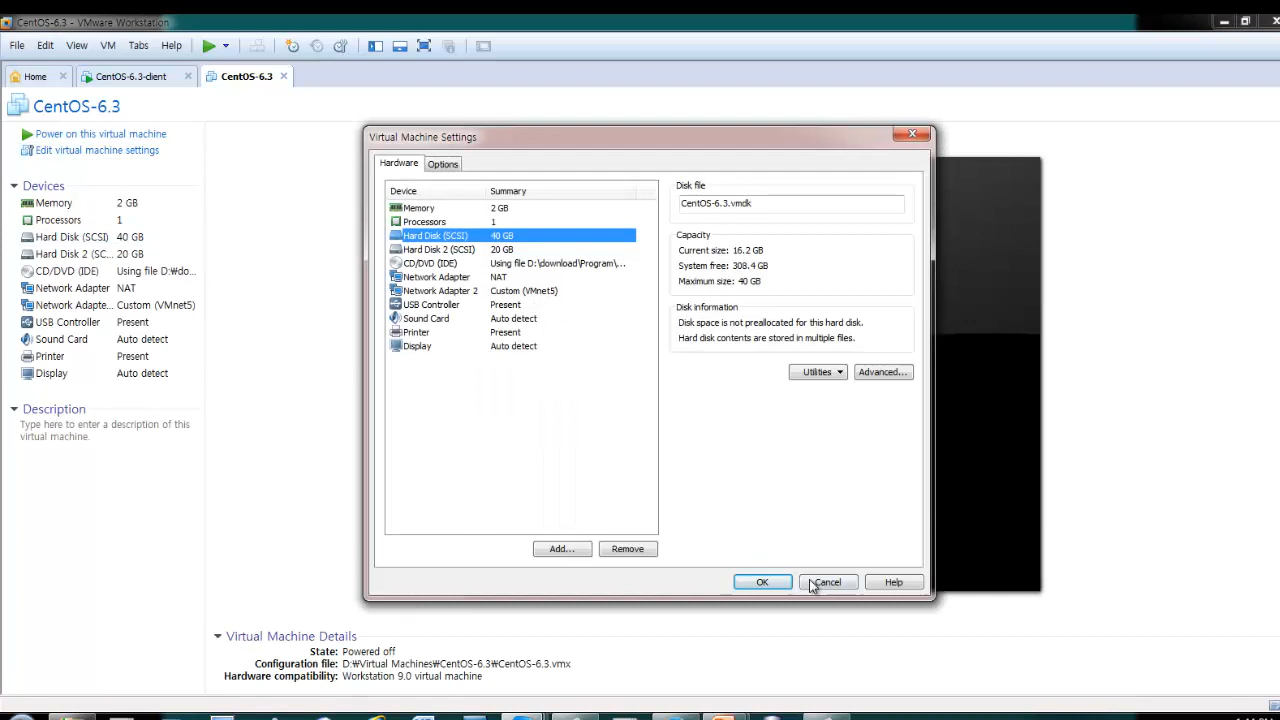 CentOS-6.3 - VMware Workstation
File Edit View VM Tabs Help
Home CentOS-6.3-client CentOS-6.3
CentOS-6.3
Power on this virtual machine
Edit virtual machine settings
Devices
Memory 2 GB
Processors 1
Hard Disk (SCSI) 40 GB
Hard Disk 2 (SC... 20 GB
CD/DVD (IDE) Using file D:₩do...
Network Adapter NAT
Network Adapte... Custom (VMnet5)
USB Controller Present
Sound Card Auto detect
Printer Present
Display Auto detect
Description
Type here to enter a description of this
virtual machine.
Virtual Machine Settings
Hardware Options
Device Summary
Memory 2 GB
Processors 1
Hard Disk (SCSI) 40 GB
Hard Disk 2 (SCSI) 20 GB
CD/DVD (IDE) Using file D:₩download₩Program₩...
Network Adapter NAT
Network Adapter 2 Custom (VMnet5)
USB Controller Present
Sound Card Auto detect
Printer Present
Display Auto detect
Add... Remove
Disk file
CentOS-6.3.vmdk
Capacity
Current size: 16.2 GB
System free: 308.4 GB
Maximum size: 40 GB
Disk information
Disk space is not preallocated for this hard disk.
Hard disk contents are stored in multiple files.
Utilities Advanced...
OK Cancel Help
Virtual Machine Details
State: Powered off
Configuration file: D:₩Virtual Machines₩CentOS-6.3₩CentOS-6.3.vmx
Hardware compatibility: Workstation 9.0 virtual machine